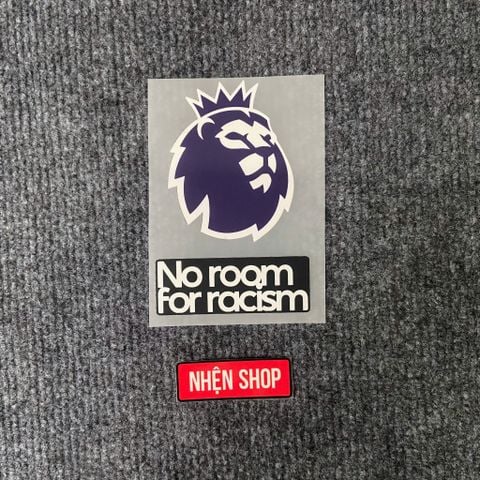 No room
for racism
NHỆN SHOP